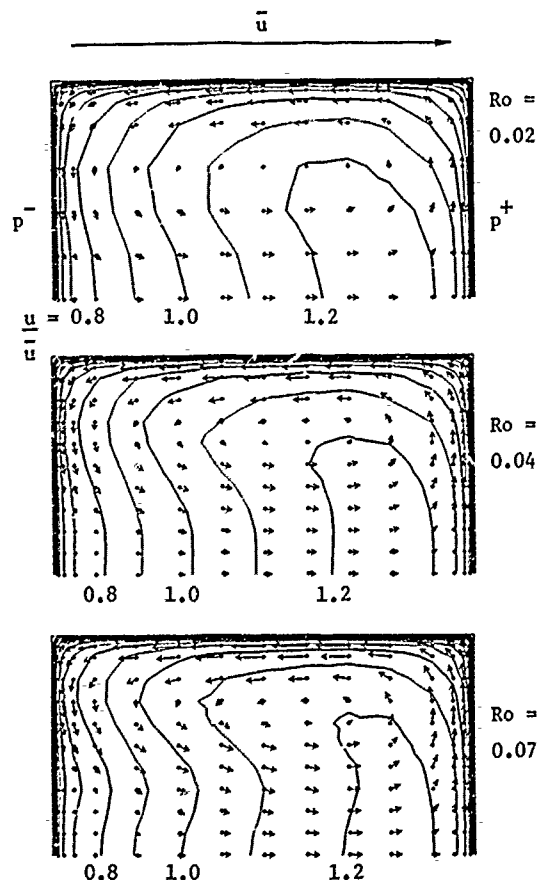 ū
Ro =
0.02
p⁻
p⁺
u/ū = 0.8 1.0 1.2
Ro =
0.04
0.8 1.0 1.2
Ro =
0.07
0.8 1.0 1.2